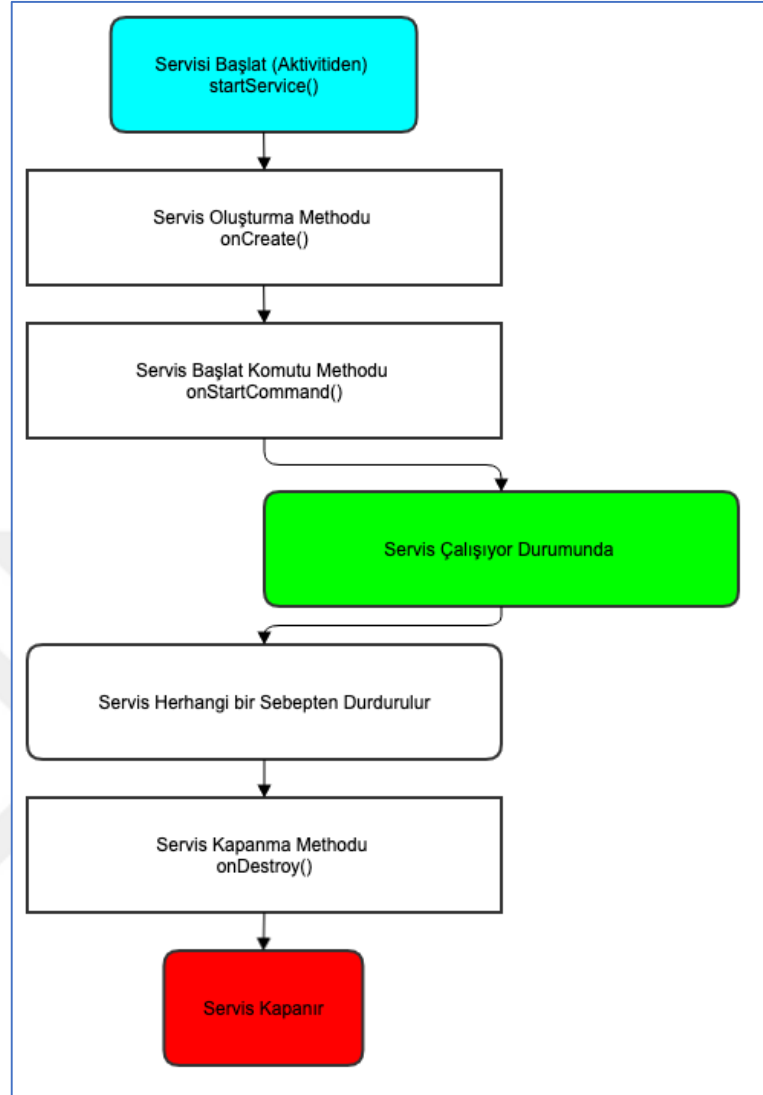 Servisi Başlat (Aktivitiden)
startService()
Servis Oluşturma Methodu
onCreate()
Servis Başlat Komutu Methodu
onStartCommand()
Servis Çalışıyor Durumunda
Servis Herhangi bir Sebepten Durdurulur
Servis Kapanma Methodu
onDestroy()
Servis Kapanır